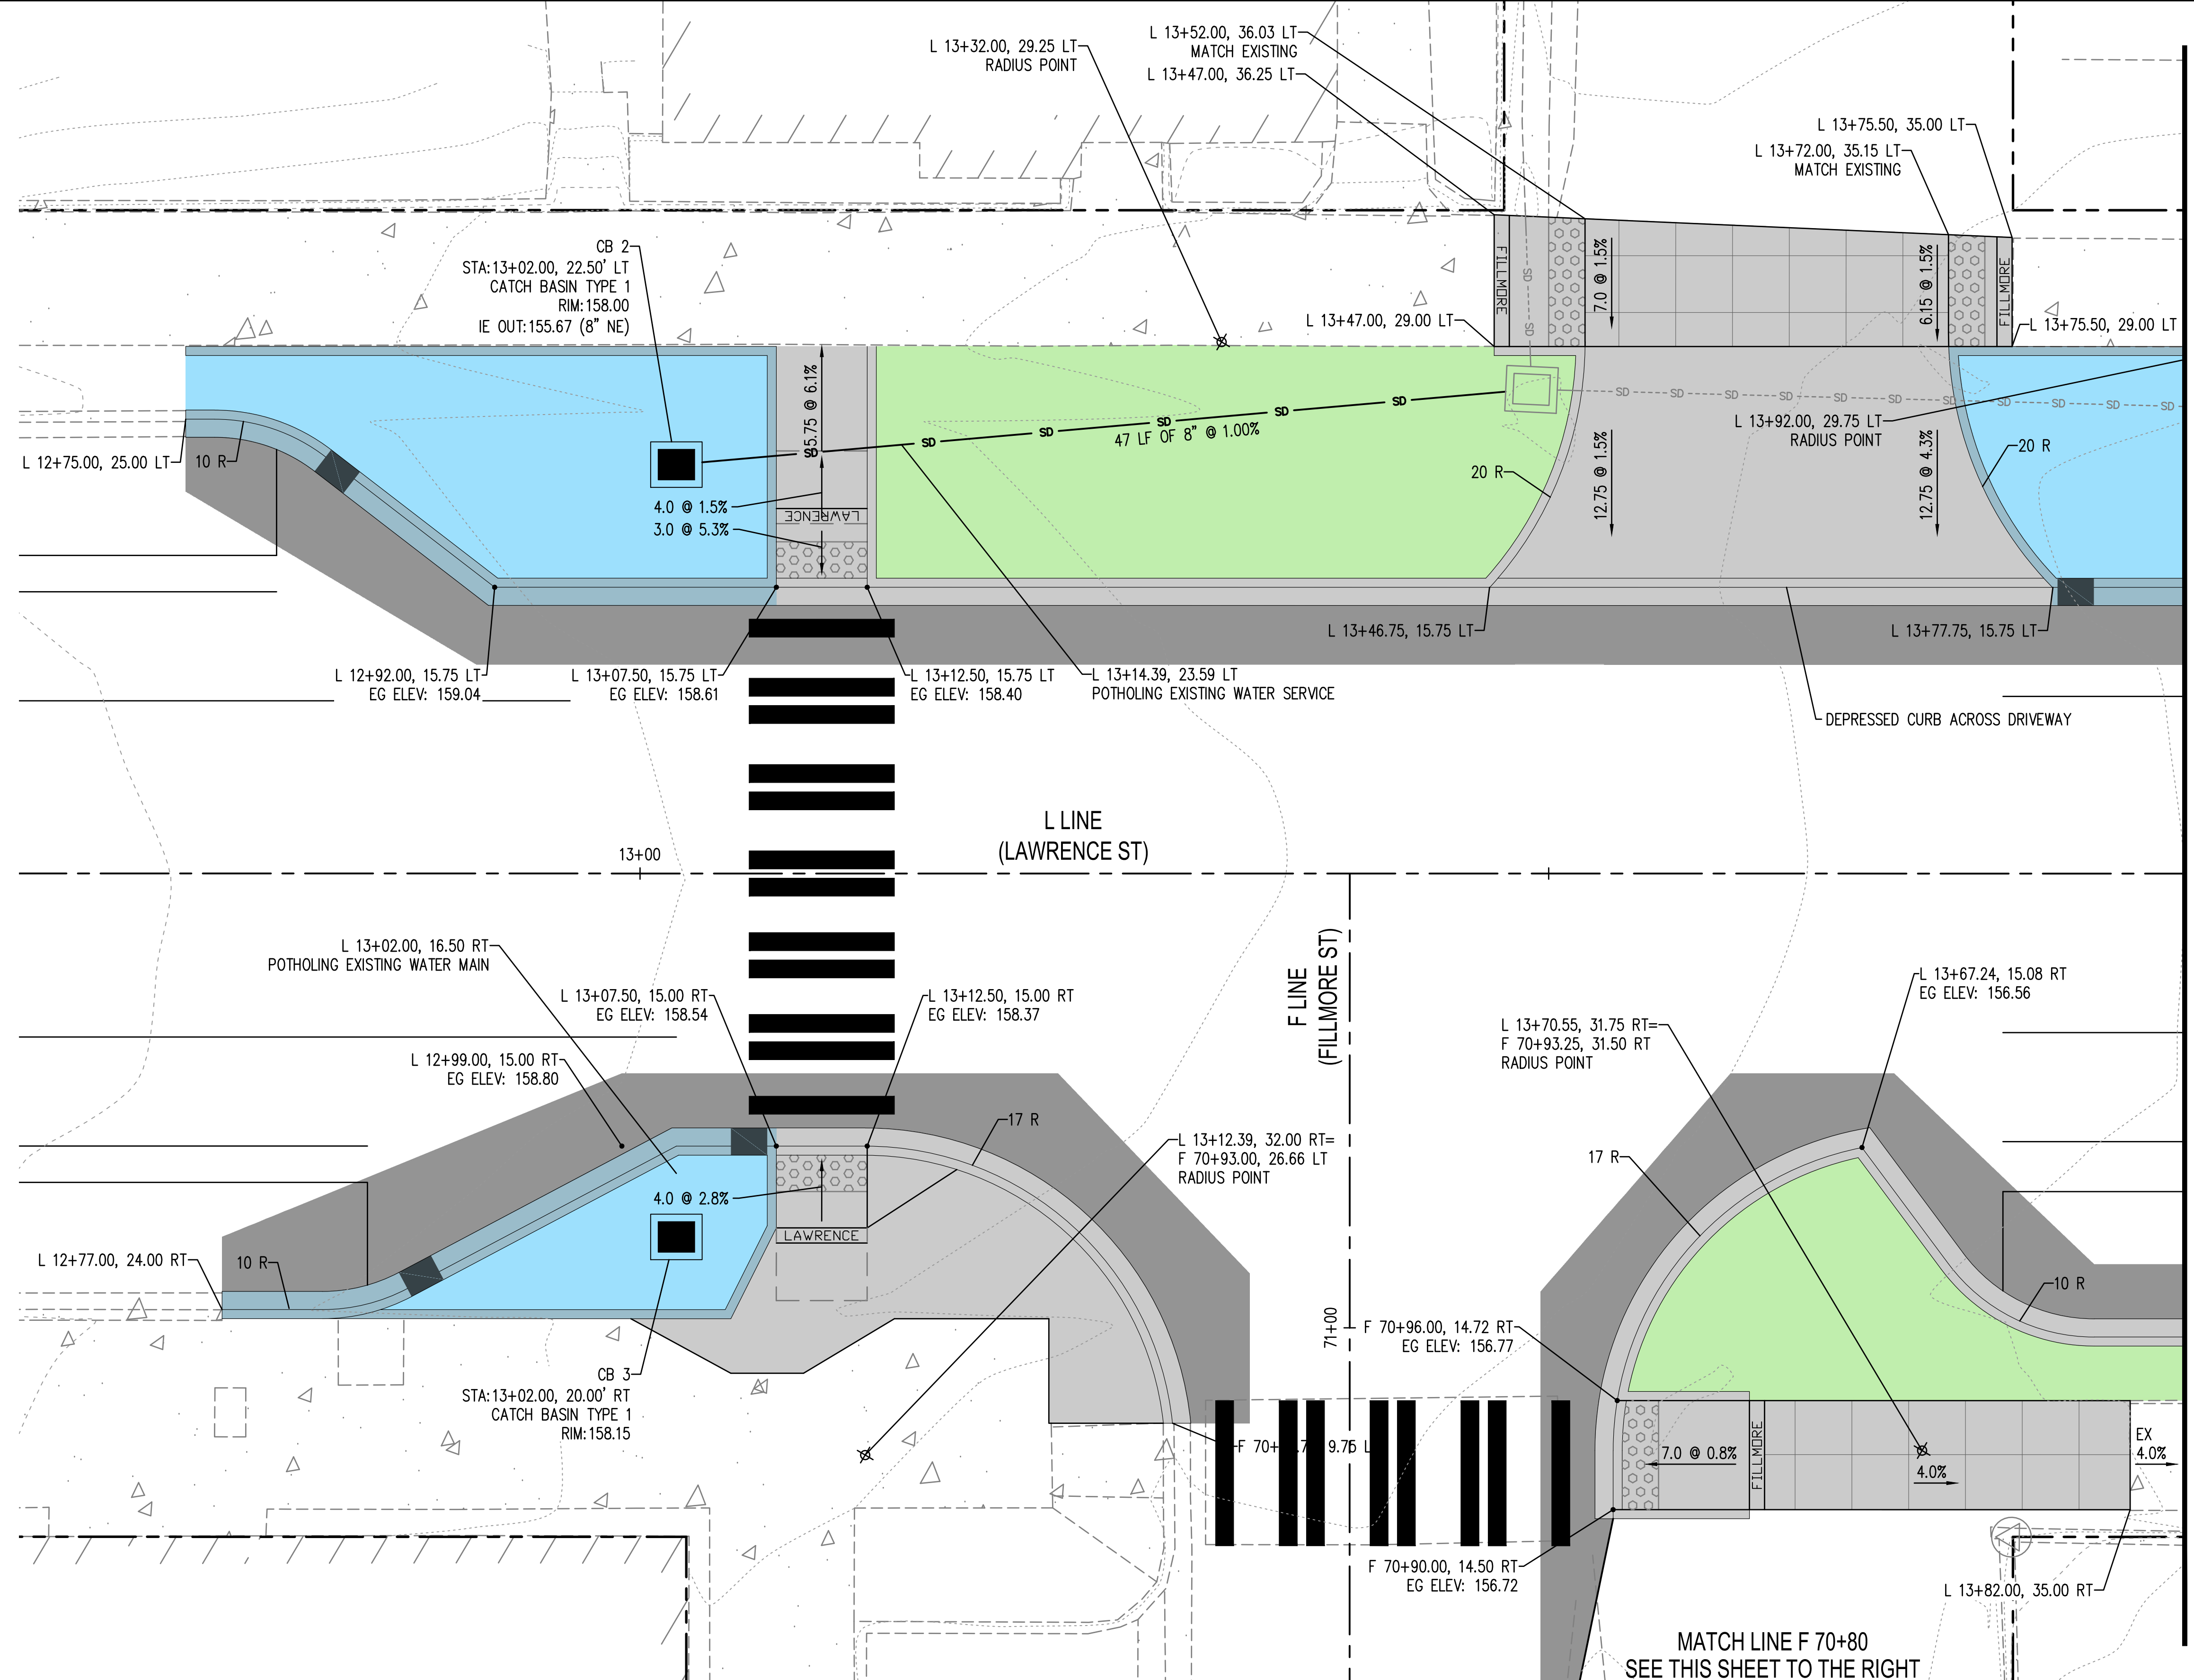 L 13+32.00, 29.25 LT
RADIUS POINT
L 13+52.00, 36.03 LT
MATCH EXISTING
L 13+47.00, 36.25 LT
L 13+75.50, 35.00 LT
L 13+72.00, 35.15 LT
MATCH EXISTING
CB 2
STA:13+02.00, 22.50' LT
CATCH BASIN TYPE 1
RIM:158.00
IE OUT:155.67 (8" NE)
FILLMORE
SD
SD
7.0 @ 1.5%
6.15 @ 1.5%
FILLMORE
L 13+47.00, 29.00 LT
L 13+75.50, 29.00 LT
5.75 @ 6.1%
SD
SD
SD
SD
SD
SD
47 LF OF 8" @ 1.00%
SD
SD
SD
SD
SD
SD
SD
SD
SD
SD
SD
L 13+92.00, 29.75 LT
RADIUS POINT
L 12+75.00, 25.00 LT
10 R
20 R
20 R
12.75 @ 1.5%
12.75 @ 4.3%
4.0 @ 1.5%
3.0 @ 5.3%
LAWRENCE
L 13+46.75, 15.75 LT
L 13+77.75, 15.75 LT
L 12+92.00, 15.75 LT
EG ELEV: 159.04
L 13+07.50, 15.75 LT
EG ELEV: 158.61
L 13+12.50, 15.75 LT
EG ELEV: 158.40
L 13+14.39, 23.59 LT
POTHOLING EXISTING WATER SERVICE
DEPRESSED CURB ACROSS DRIVEWAY
13+00
L LINE
(LAWRENCE ST)
F LINE
(FILLMORE ST)
L 13+02.00, 16.50 RT
POTHOLING EXISTING WATER MAIN
L 13+07.50, 15.00 RT
EG ELEV: 158.54
L 13+12.50, 15.00 RT
EG ELEV: 158.37
L 13+67.24, 15.08 RT
EG ELEV: 156.56
L 13+70.55, 31.75 RT=
F 70+93.25, 31.50 RT
RADIUS POINT
L 12+99.00, 15.00 RT
EG ELEV: 158.80
17 R
L 13+12.39, 32.00 RT=
F 70+93.00, 26.66 LT
RADIUS POINT
17 R
4.0 @ 2.8%
LAWRENCE
L 12+77.00, 24.00 RT
10 R
10 R
71+00
F 70+96.00, 14.72 RT
EG ELEV: 156.77
CB 3
STA:13+02.00, 20.00' RT
CATCH BASIN TYPE 1
RIM:158.15
7.0 @ 0.8%
FILLMORE
4.0%
EX
4.0%
F 70+90.00, 14.50 RT
EG ELEV: 156.72
L 13+82.00, 35.00 RT
MATCH LINE F 70+80
SEE THIS SHEET TO THE RIGHT